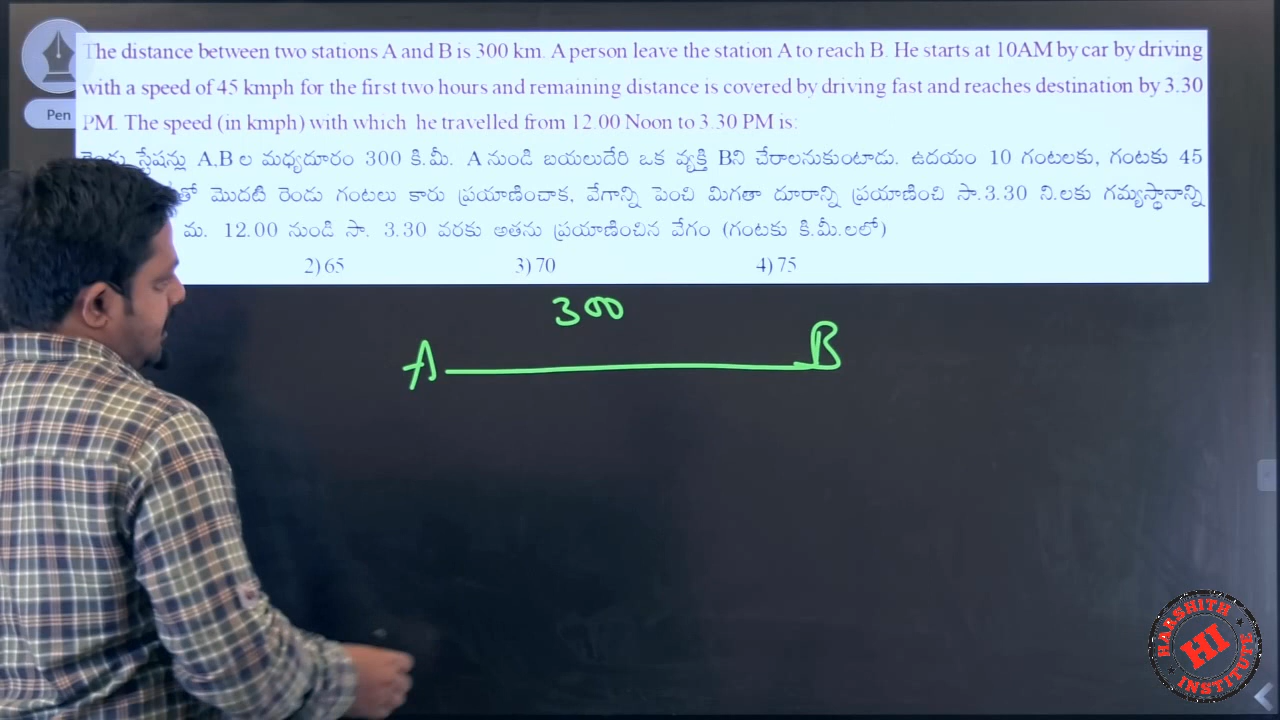 The distance between two stations A and B is 300 km. A person leave the station A to reach B. He starts at 10AM by car by driving
with a speed of 45 kmph for the first two hours and remaining distance is covered by driving fast and reaches destination by 3.30
Pen
PM. The speed (in kmph) with which he travelled from 12.00 Noon to 3.30 PM is:
స్టేషన్లు A,B ల మధ్యదూరం 300 కి.మీ. A నుండి బయలుదేరి ఒక వ్యక్తి Bని చేరాలనుకుంటాడు. ఉదయం 10 గంటలకు, గంటకు 45
మొదటి రెండు గంటలు కారు ప్రయాణించాక, వేగాన్ని పెంచి మిగతా దూరాన్ని ప్రయాణించి సా.3.30 ని.లకు గమ్యస్థానాన్ని
మ. 12.00 నుండి సా. 3.30 వరకు అతను ప్రయాణించిన వేగం (గంటకు కి.మీ.లలో)
2) 65 3) 70 4) 75
300
A B
HARSHITH
HI
INSTITUTE